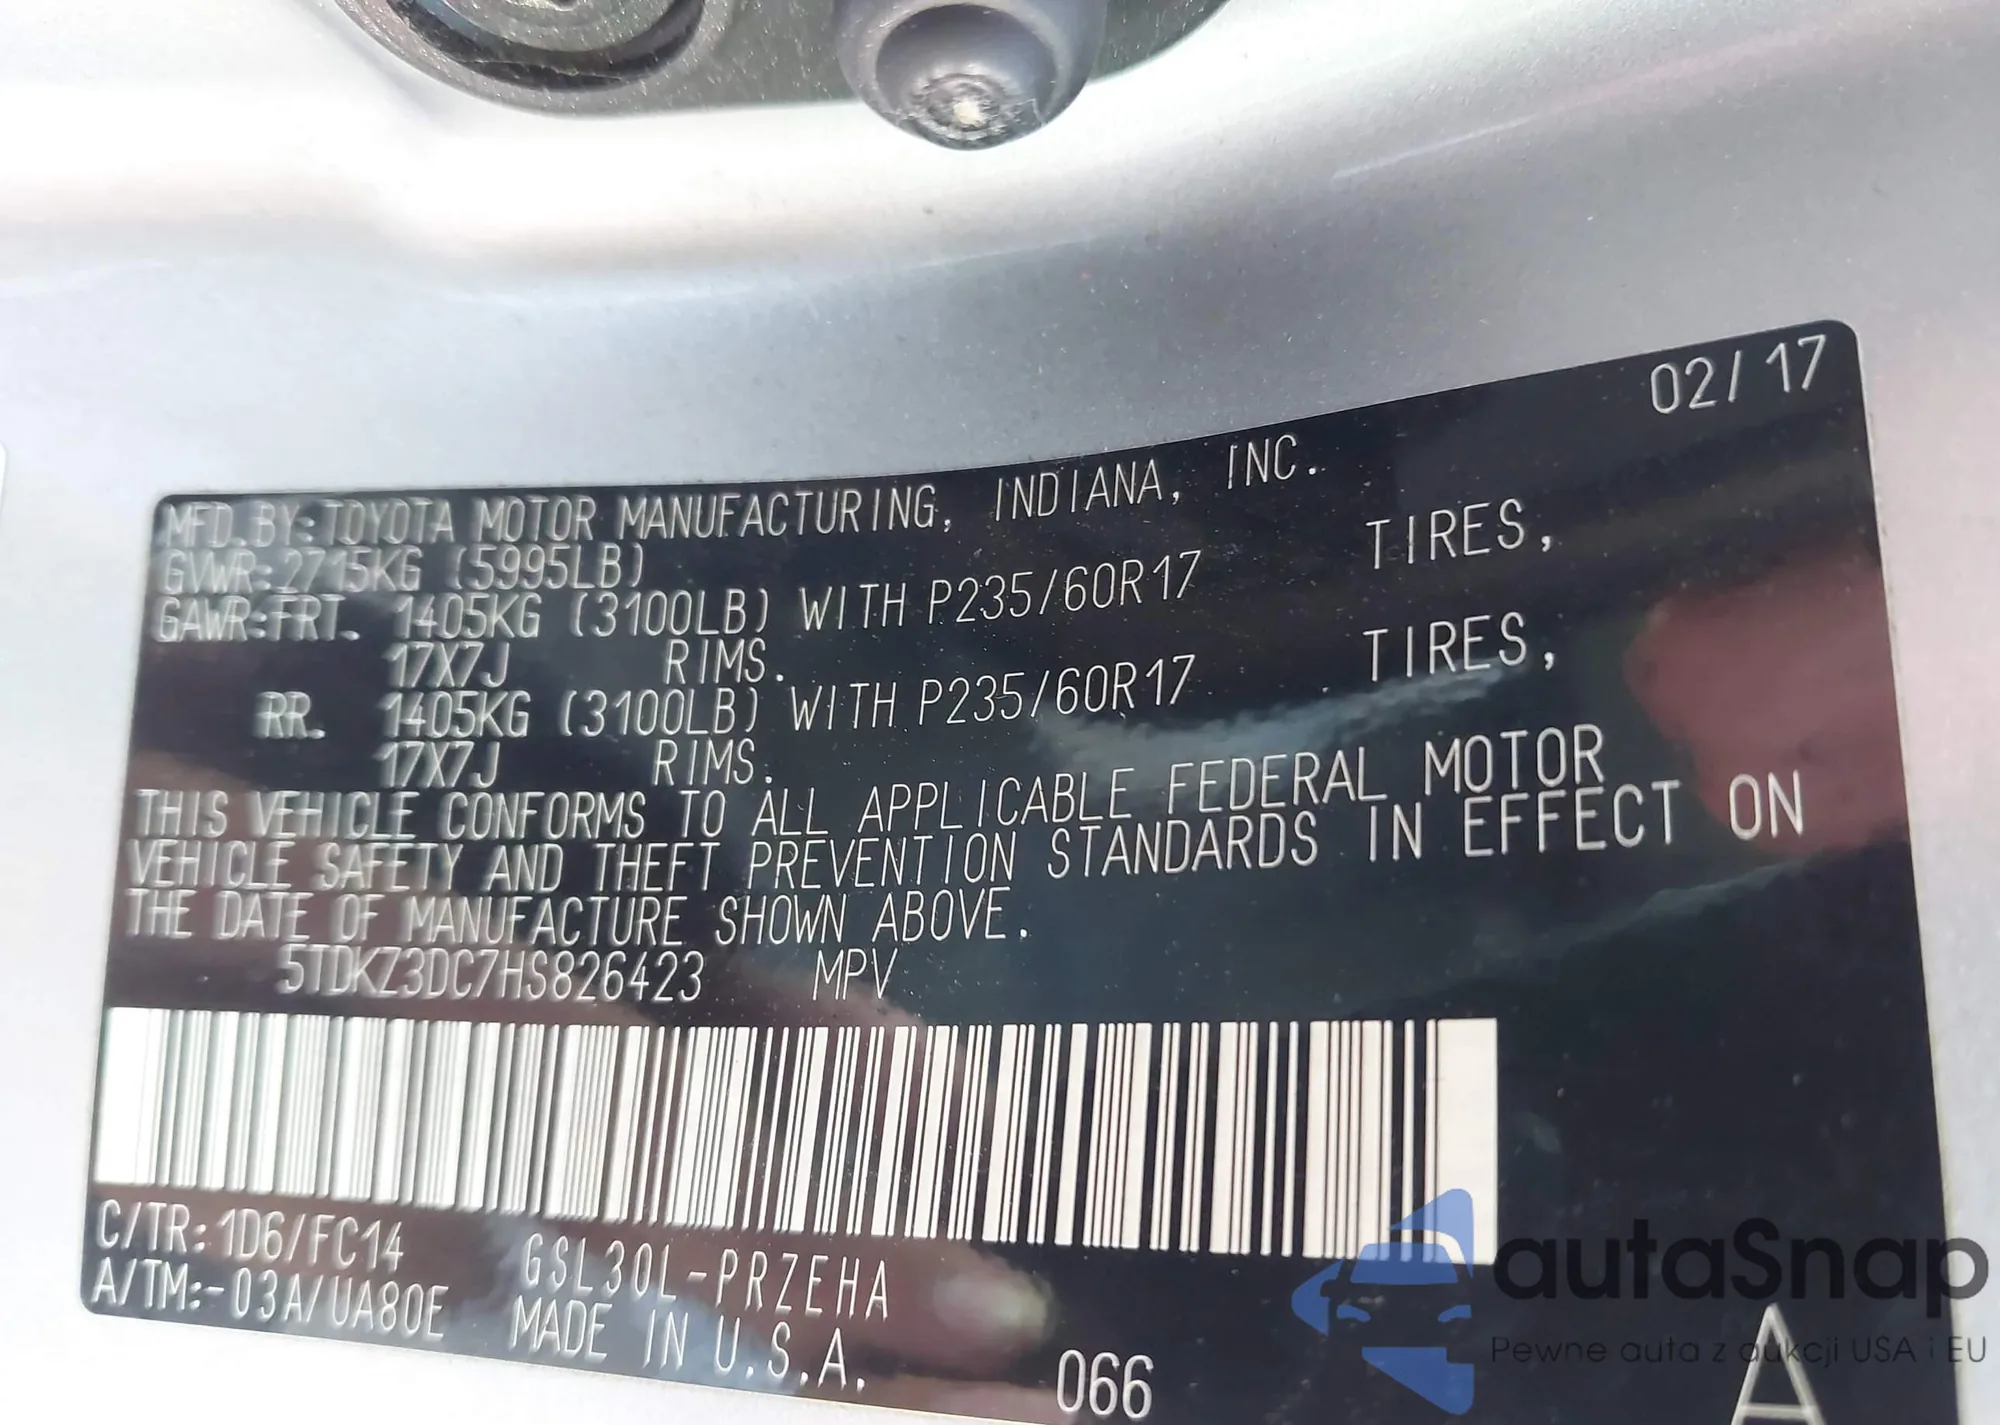 02/17
MFD.BY:TOYOTA MOTOR MANUFACTURING, INDIANA, INC.
GVWR:2715KG (5995LB)
GAWR:FRT. 1405KG (3100LB) WITH P235/60R17 TIRES,
17X7J RIMS.
RR. 1405KG (3100LB) WITH P235/60R17 TIRES,
17X7J RIMS.
THIS VEHICLE CONFORMS TO ALL APPLICABLE FEDERAL MOTOR
VEHICLE SAFETY AND THEFT PREVENTION STANDARDS IN EFFECT ON
THE DATE OF MANUFACTURE SHOWN ABOVE.
5TDKZ3DC7HS826423 MPV
C/TR:1D6/FC14 GSL30L-PRZEHA
A/TM:-03A/UA80E MADE IN U.S.A.
066
A
autaSnap
Pewne auta z aukcji USA i EU